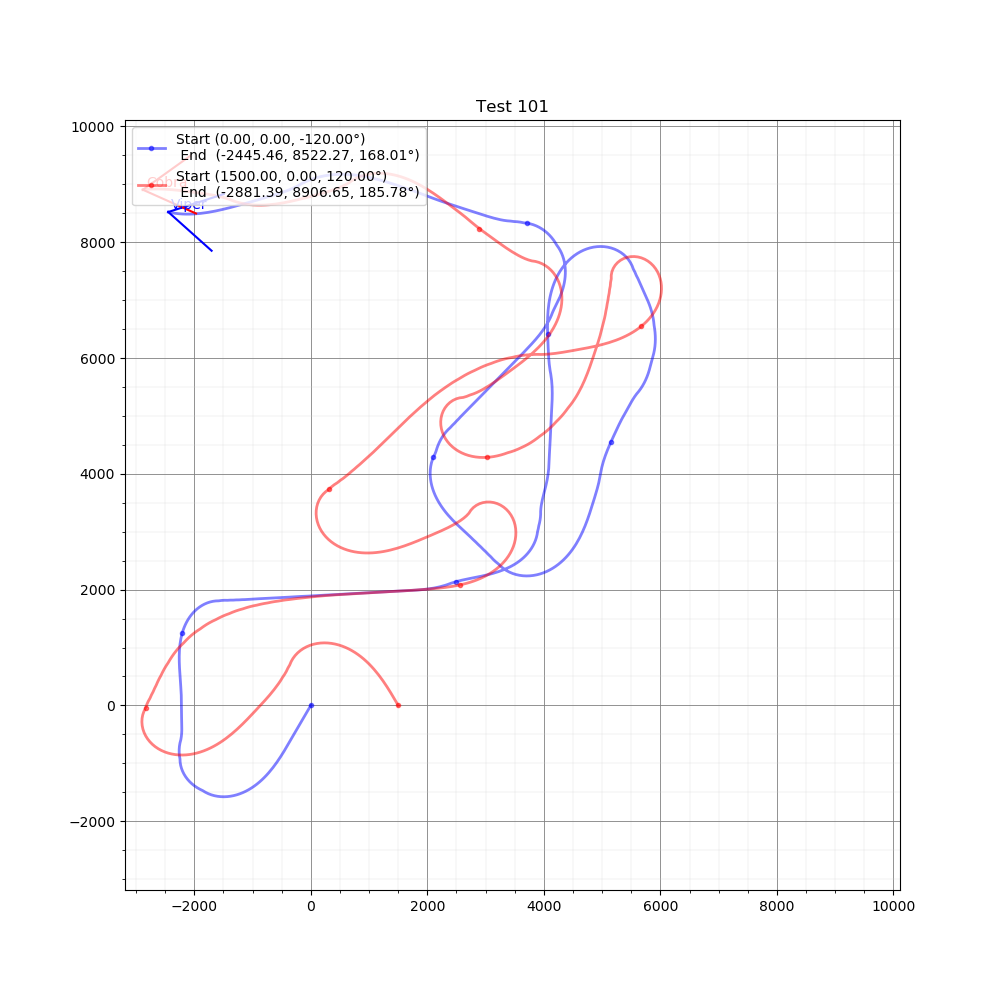 Test 101
Start (0.00, 0.00, -120.00°)
End (-2445.46, 8522.27, 168.01°)
Start (1500.00, 0.00, 120.00°)
End (-2881.39, 8906.65, 185.78°)
Cobra
Viper
10000
8000
6000
4000
2000
0
−2000
−2000
0
2000
4000
6000
8000
10000